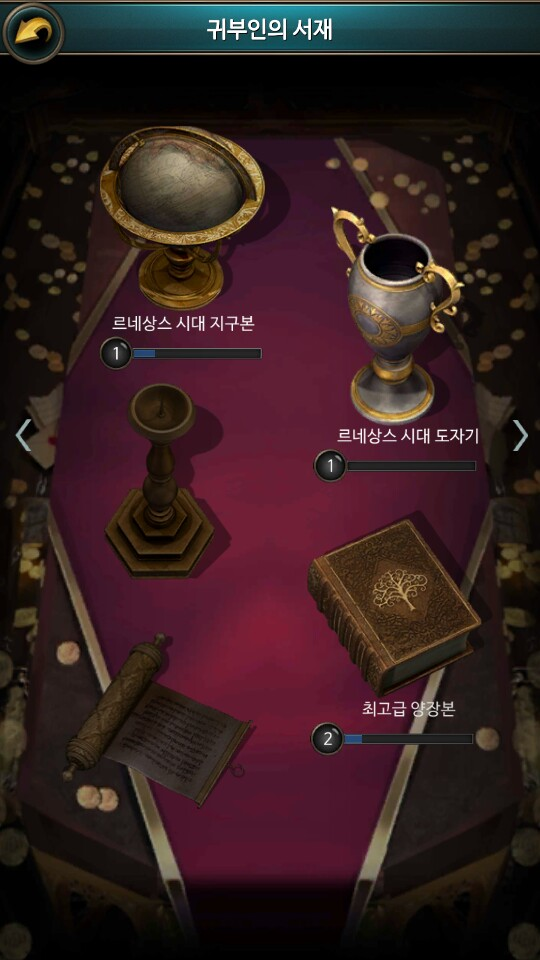 귀부인의 서재
르네상스 시대 지구본
1
르네상스 시대 도자기
1
최고급 양장본
2